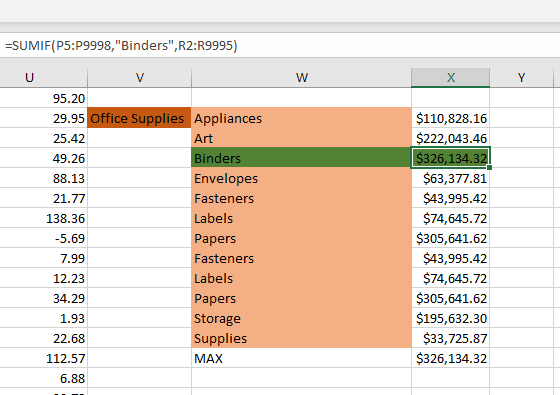 =SUMIF(P5:P9998,"Binders",R2:R9995)
U V W X Y
95.20
29.95 Office Supplies Appliances $110,828.16
25.42 Art $222,043.46
49.26 Binders $326,134.32
88.13 Envelopes $63,377.81
21.77 Fasteners $43,995.42
138.36 Labels $74,645.72
-5.69 Papers $305,641.62
7.99 Fasteners $43,995.42
12.23 Labels $74,645.72
34.29 Papers $305,641.62
1.93 Storage $195,632.30
22.68 Supplies $33,725.87
112.57 MAX $326,134.32
6.88